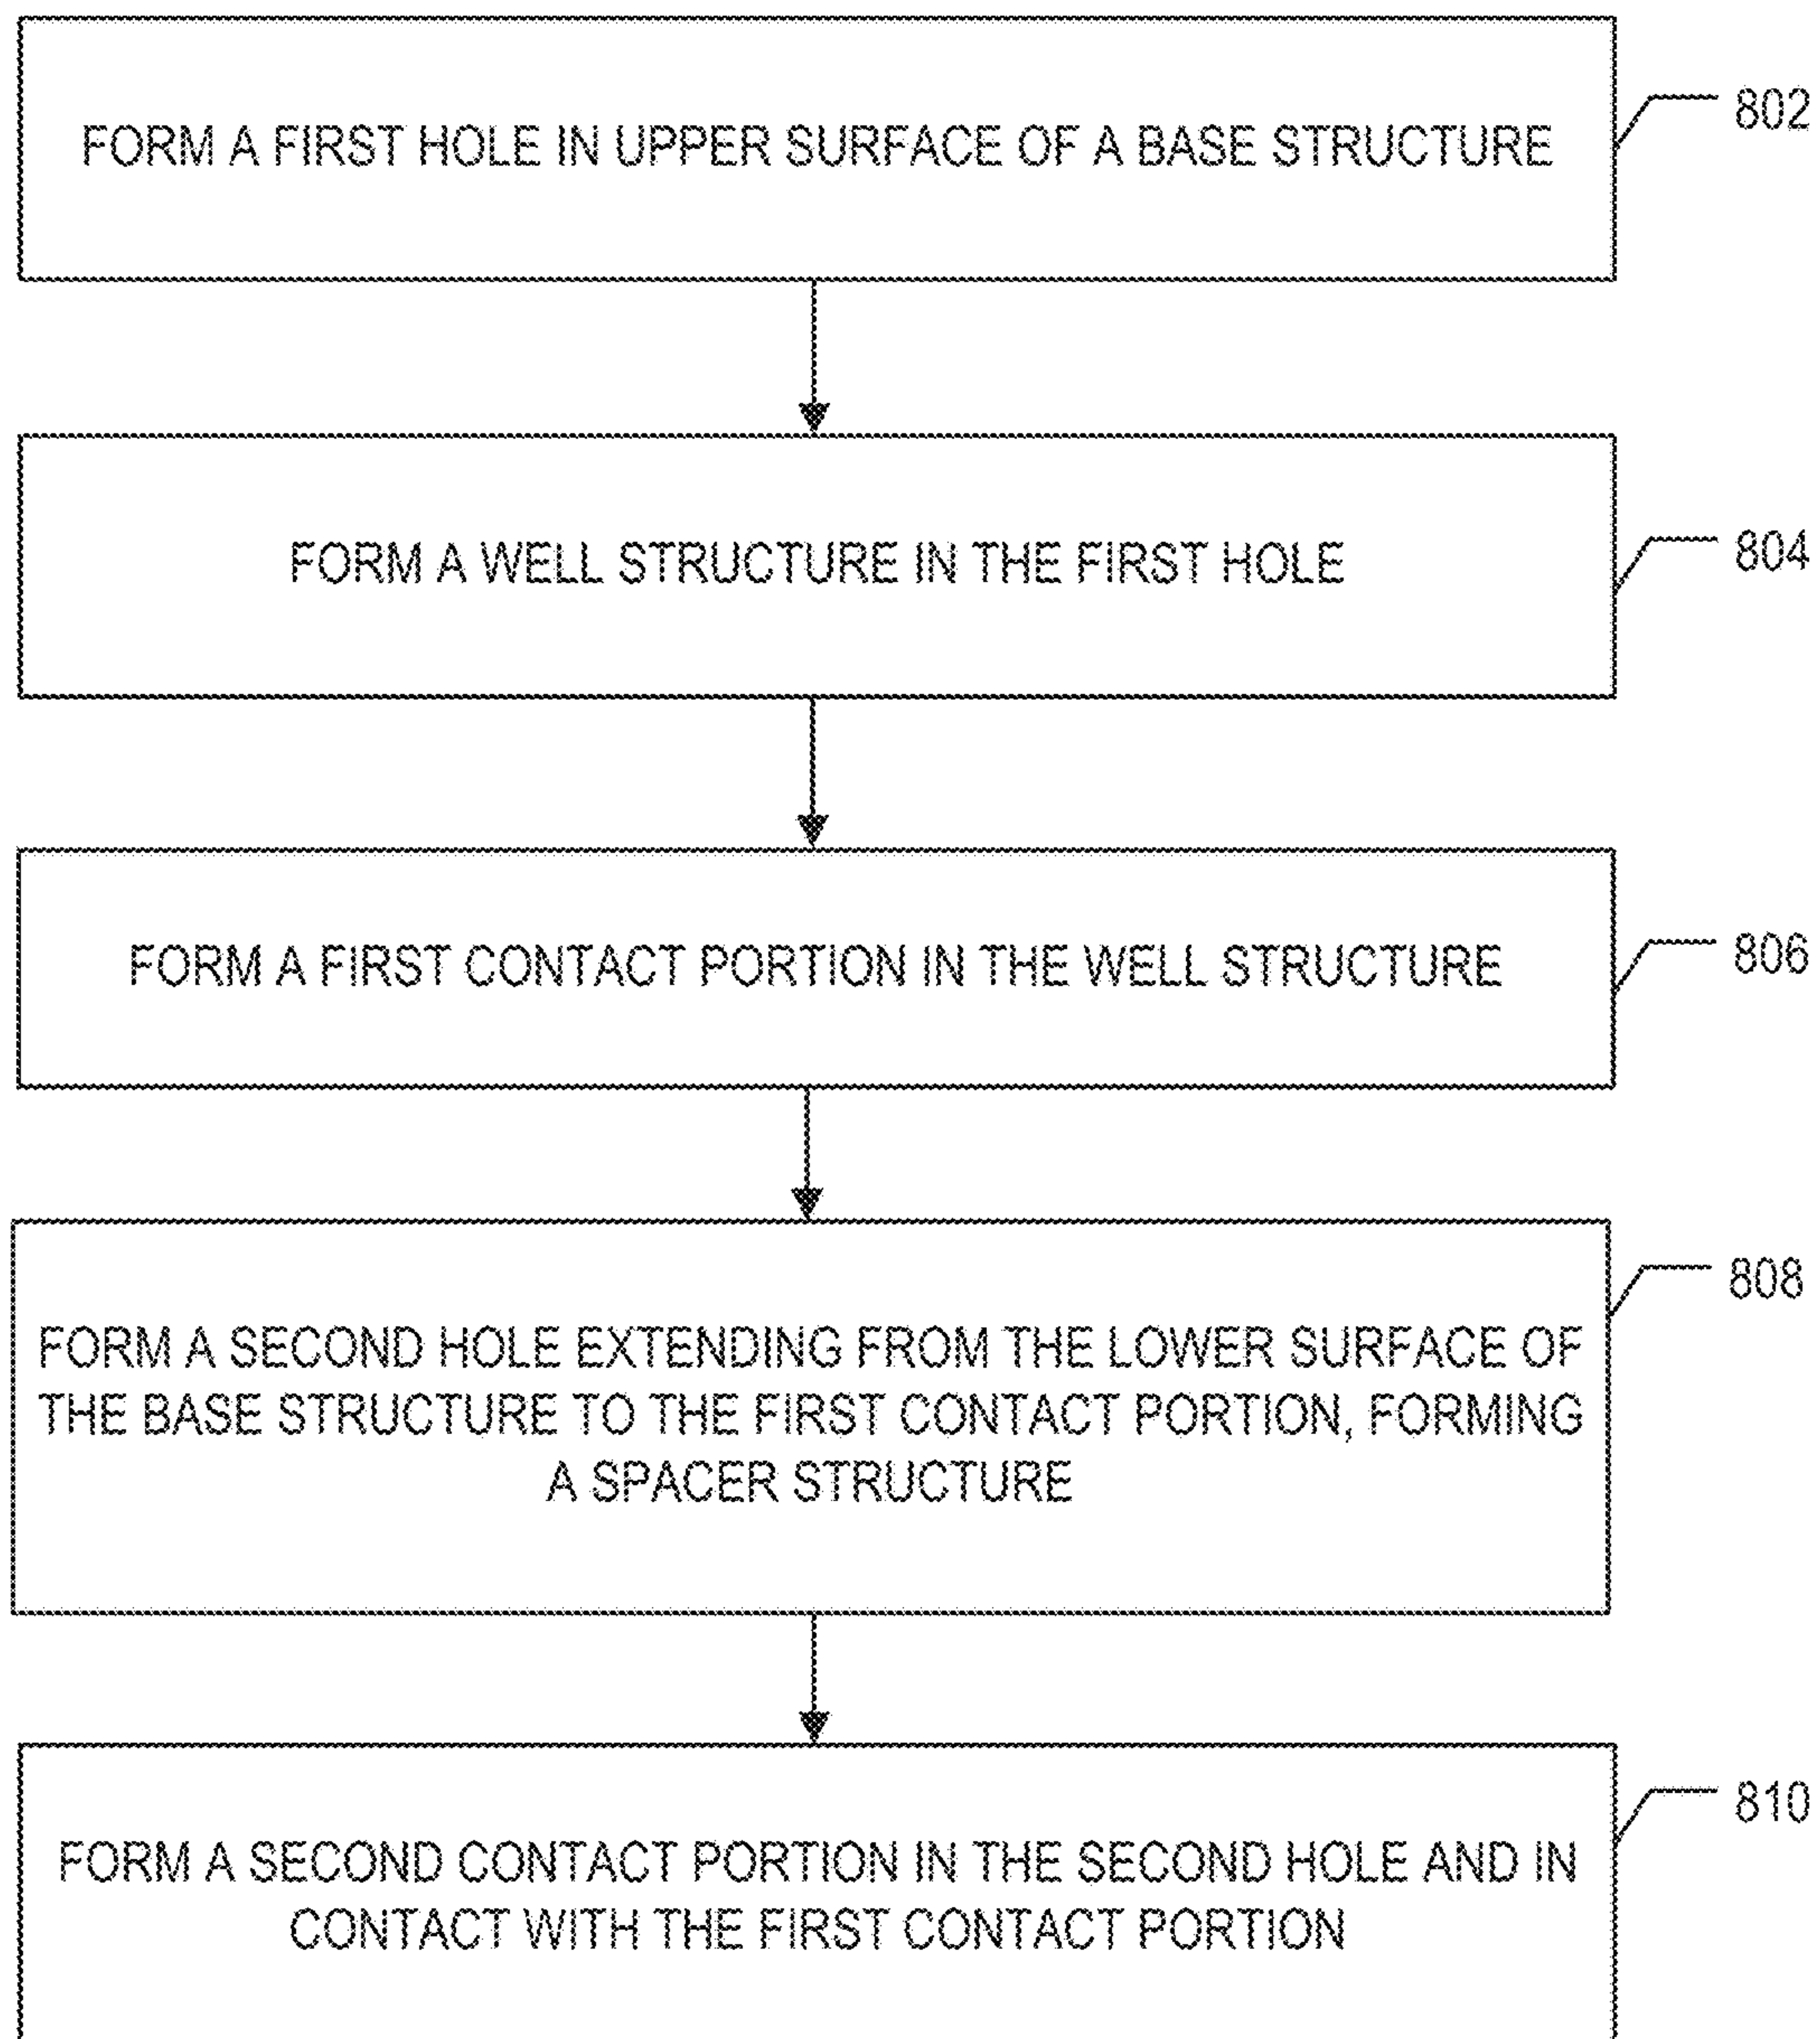 FORM A FIRST HOLE IN UPPER SURFACE OF A BASE STRUCTURE
802
FORM A WELL STRUCTURE IN THE FIRST HOLE
804
FORM A FIRST CONTACT PORTION IN THE WELL STRUCTURE
806
FORM A SECOND HOLE EXTENDING FROM THE LOWER SURFACE OF
THE BASE STRUCTURE TO THE FIRST CONTACT PORTION, FORMING
A SPACER STRUCTURE
808
FORM A SECOND CONTACT PORTION IN THE SECOND HOLE AND IN
CONTACT WITH THE FIRST CONTACT PORTION
810